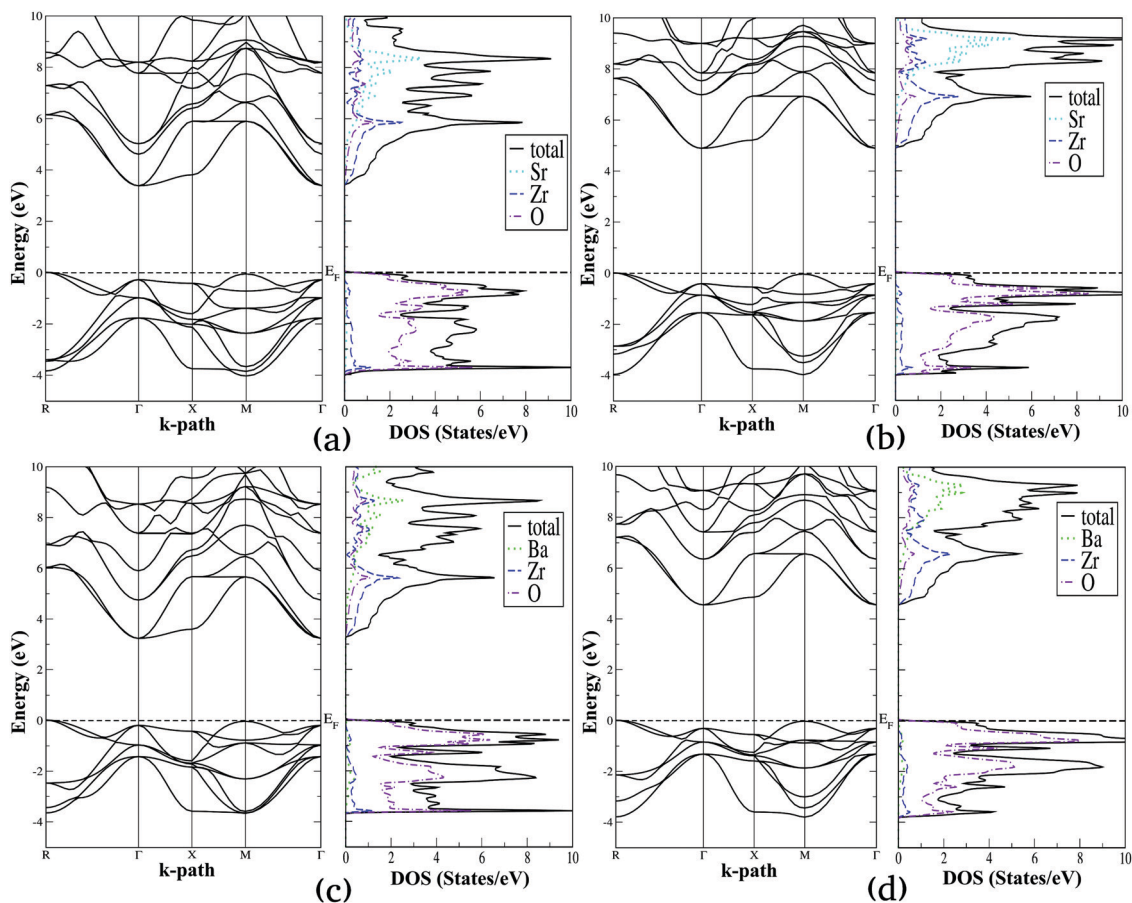 10
8
6
4
2
0
-2
-4
Energy (eV)
R Γ X M Γ
k-path
E_F
total
Sr
Zr
O
0 2 4 6 8 10
DOS (States/eV)
(a)
10
8
6
4
2
0
-2
-4
Energy (eV)
R Γ X M Γ
k-path
E_F
total
Sr
Zr
O
0 2 4 6 8 10
DOS (States/eV)
(b)
10
8
6
4
2
0
-2
-4
Energy (eV)
R Γ X M Γ
k-path
E_F
total
Ba
Zr
O
0 2 4 6 8 10
DOS (States/eV)
(c)
10
8
6
4
2
0
-2
-4
Energy (eV)
R Γ X M Γ
k-path
E_F
total
Ba
Zr
O
0 2 4 6 8 10
DOS (States/eV)
(d)